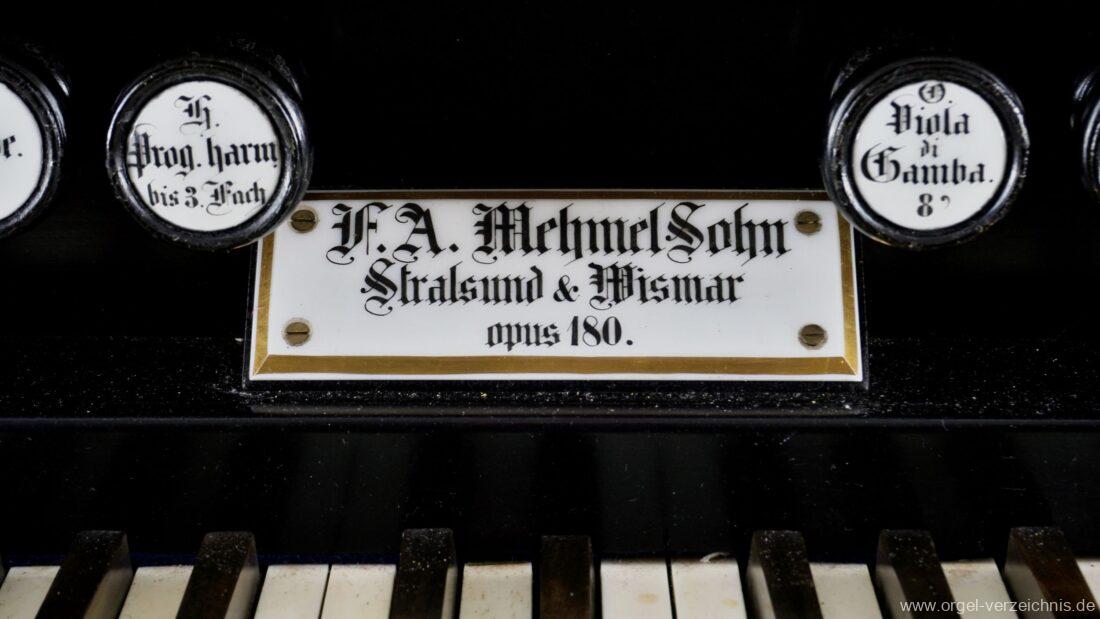 H.
Prog. harm
bis 3. Fach
O
Viola
di
Gamba.
8'
F. A. Mehmel Sohn
Stralsund & Wismar
opus 180.
www.orgel-verzeichnis.de